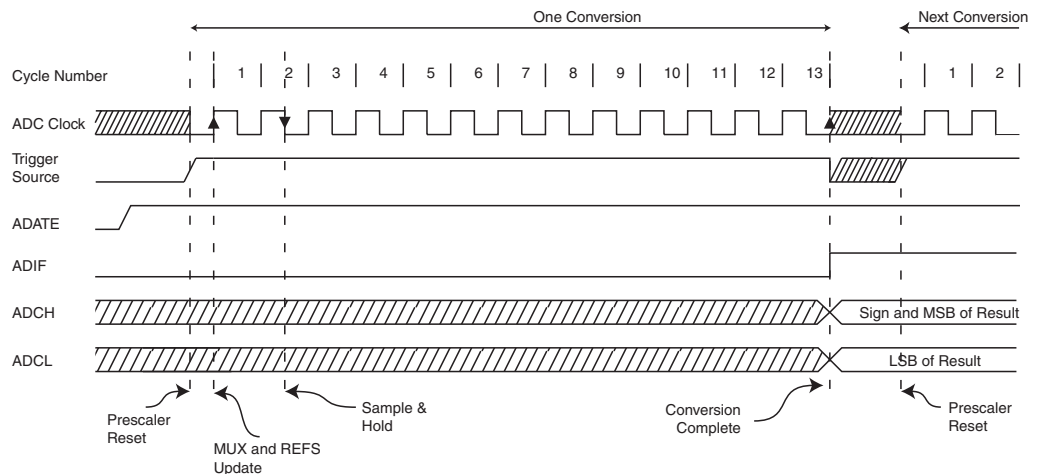 One Conversion
Next Conversion
Cycle Number
1 2 3 4 5 6 7 8 9 10 11 12 13 1 2
ADC Clock
Trigger
Source
ADATE
ADIF
ADCH
Sign and MSB of Result
ADCL
LSB of Result
Prescaler
Reset
MUX and REFS
Update
Sample &
Hold
Conversion
Complete
Prescaler
Reset